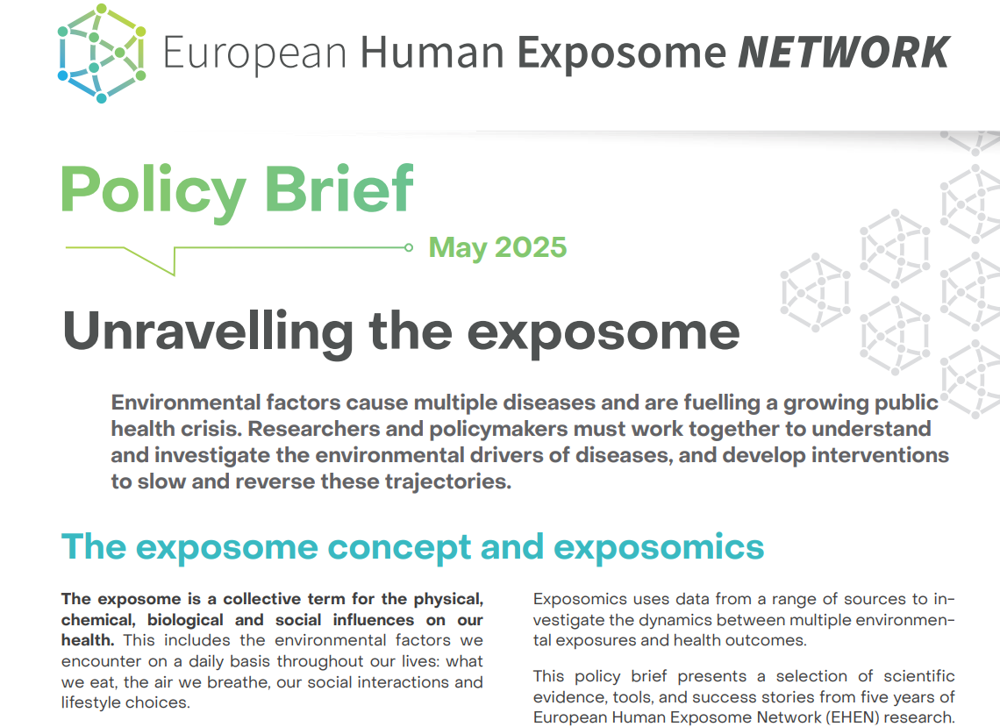 European Human Exposome NETWORK
Policy Brief
May 2025
Unravelling the exposome
Environmental factors cause multiple diseases and are fuelling a growing public
health crisis. Researchers and policymakers must work together to understand
and investigate the environmental drivers of diseases, and develop interventions
to slow and reverse these trajectories.
The exposome concept and exposomics
The exposome is a collective term for the physical,
chemical, biological and social influences on our
health. This includes the environmental factors we
encounter on a daily basis throughout our lives: what
we eat, the air we breathe, our social interactions and
lifestyle choices.
Exposomics uses data from a range of sources to in-
vestigate the dynamics between multiple environmen-
tal exposures and health outcomes.
This policy brief presents a selection of scientific
evidence, tools, and success stories from five years of
European Human Exposome Network (EHEN) research.